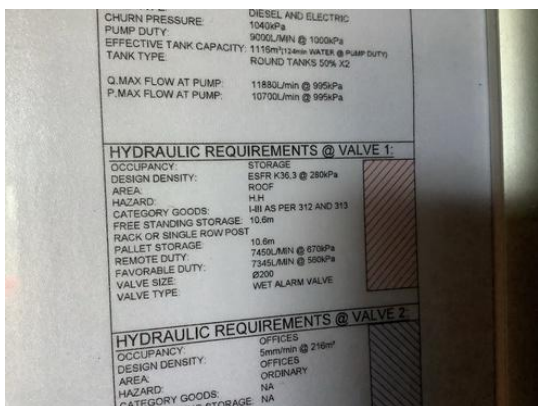 DIESEL AND ELECTRIC
CHURN PRESSURE: 1040kPa
PUMP DUTY: 9000L/MIN @ 1000kPa
EFFECTIVE TANK CAPACITY: 1116m³(124min WATER @ PUMP DUTY)
TANK TYPE ROUND TANKS 50% X2
Q.MAX FLOW AT PUMP: 11880L/min @ 995kPa
P.MAX FLOW AT PUMP: 10700L/min @ 995kPa
HYDRAULIC REQUIREMENTS @ VALVE 1:
OCCUPANCY: STORAGE
DESIGN DENSITY: ESFR K36,3 @ 280kPa
AREA: ROOF
HAZARD: H.H
CATEGORY GOODS: I-III AS PER 312 AND 313
FREE STANDING STORAGE: 10.6m
RACK OR SINGLE ROW POST
PALLET STORAGE: 10.6m
REMOTE DUTY: 7450L/MIN @ 670kPa
FAVORABLE DUTY: 7345L/MIN @ 560kPa
VALVE SIZE: Ø200
VALVE TYPE: WET ALARM VALVE
HYDRAULIC REQUIREMENTS @ VALVE 2:
OCCUPANCY: OFFICES
DESIGN DENSITY: 5mm/min @ 216m²
AREA: OFFICES
HAZARD: ORDINARY
CATEGORY GOODS: NA
STORAGE: NA